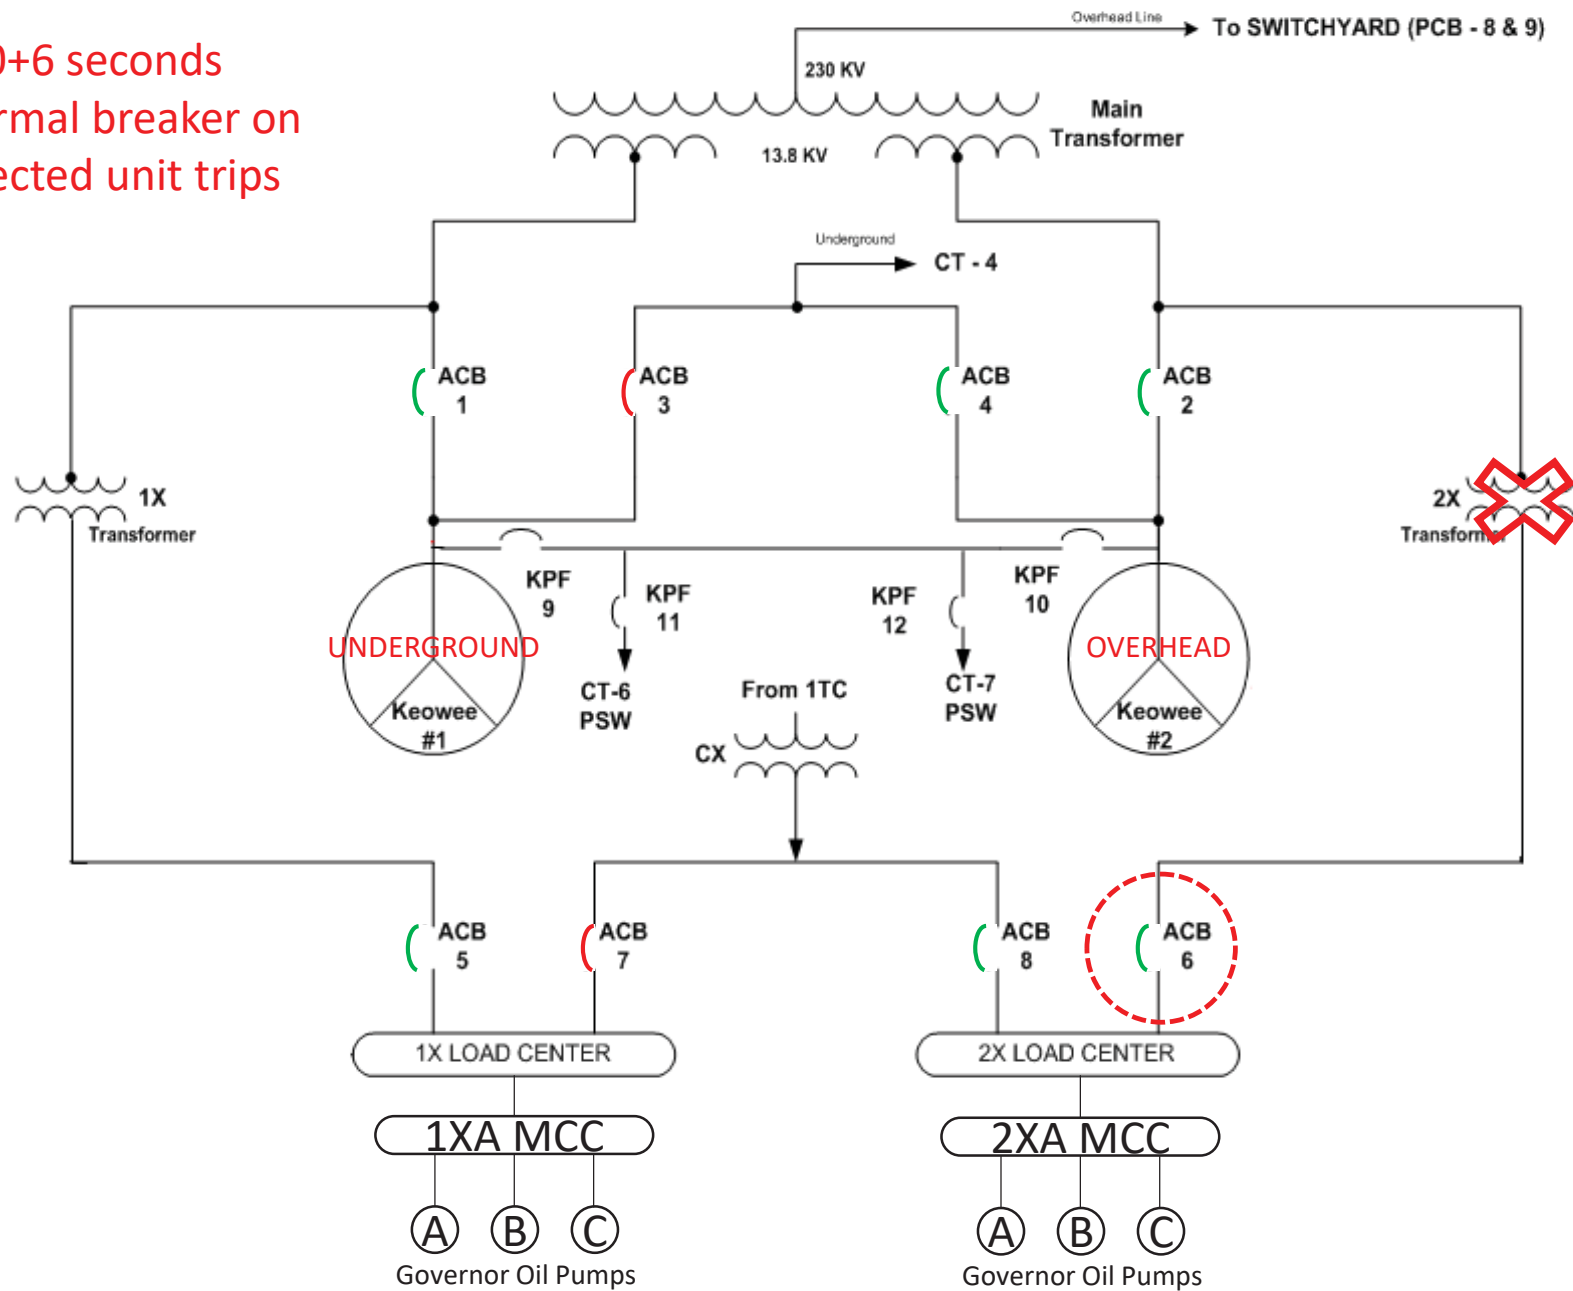 Overhead Line
To SWITCHYARD (PCB - 8 & 9)
0+6 seconds
rmal breaker on
ected unit trips
230 KV
Main
Transformer
13.8 KV
Underground
CT - 4
ACB
1
ACB
3
ACB
4
ACB
2
1X
Transformer
2X
Transformer
KPF
9
KPF
11
KPF
12
KPF
10
UNDERGROUND
OVERHEAD
CT-6
PSW
From 1TC
CT-7
PSW
Keowee
#1
Keowee
#2
CX
ACB
5
ACB
7
ACB
8
ACB
6
1X LOAD CENTER
2X LOAD CENTER
1XA MCC
2XA MCC
A B C
A B C
Governor Oil Pumps
Governor Oil Pumps